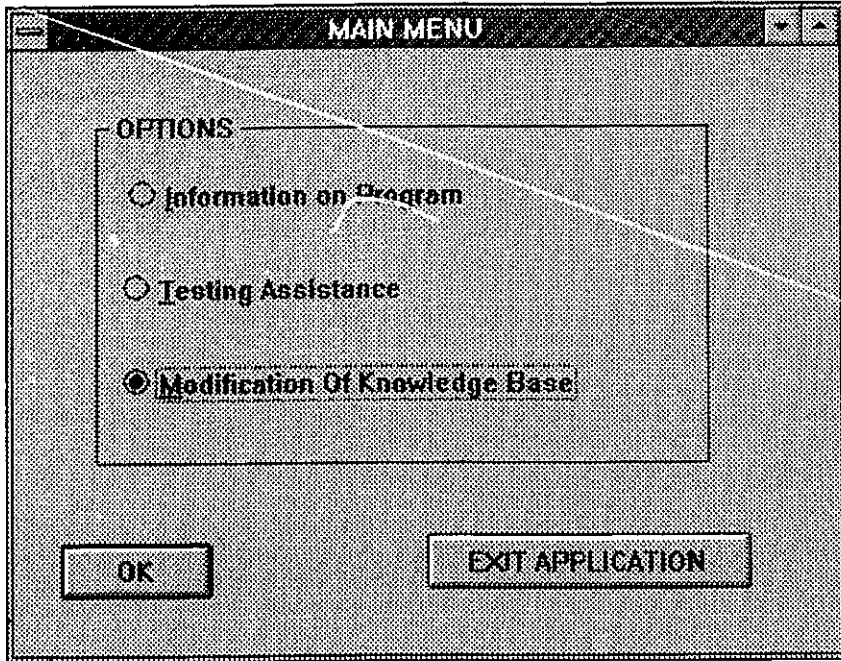 MAIN MENU
OPTIONS
Information on Program
Testing Assistance
Modification Of Knowledge Base
OK
EXIT APPLICATION